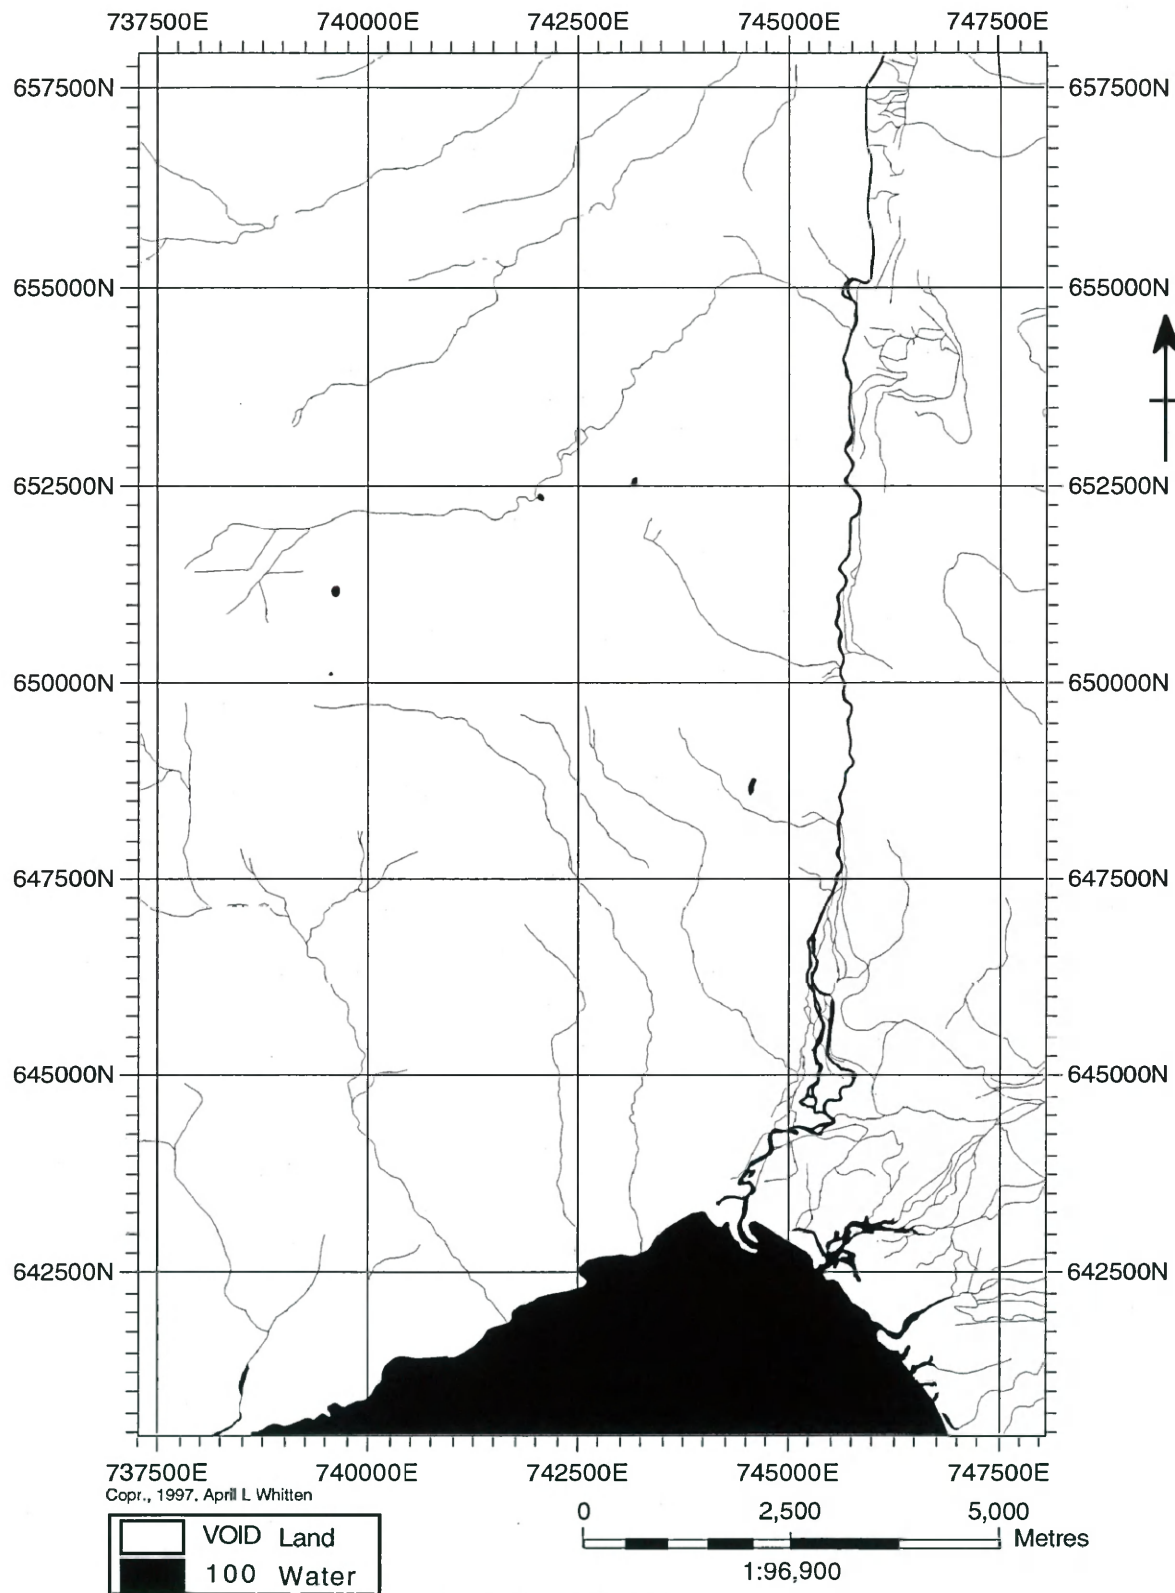 737500E 740000E 742500E 745000E 747500E
657500N 657500N
655000N 655000N
652500N 652500N
650000N 650000N
647500N 647500N
645000N 645000N
642500N 642500N
737500E 740000E 742500E 745000E 747500E
Copr., 1997, April L Whitten
VOID Land
100 Water
0 2,500 5,000
Metres
1:96,900